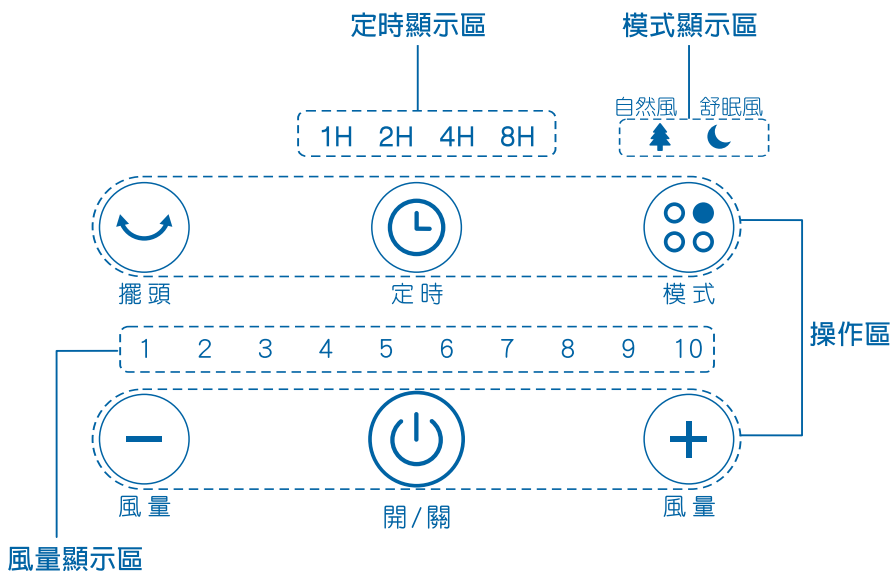 定時顯示區
模式顯示區
自然風 舒眠風
1H 2H 4H 8H
擺頭 定時 模式
操作區
1 2 3 4 5 6 7 8 9 10
風量 開/關 風量
風量顯示區